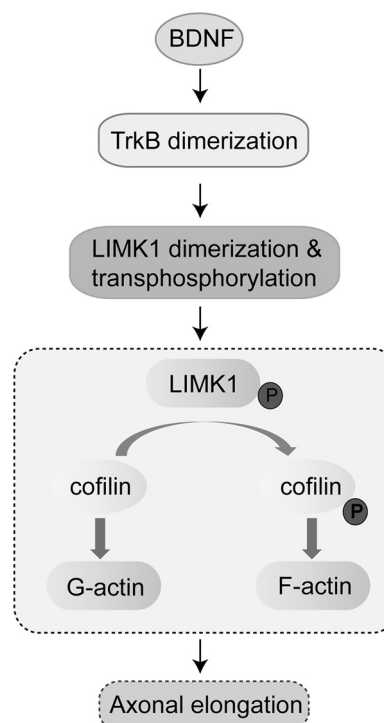 BDNF
TrkB dimerization
LIMK1 dimerization &
transphosphorylation
LIMK1
P
cofilin
cofilin
P
G-actin
F-actin
Axonal elongation